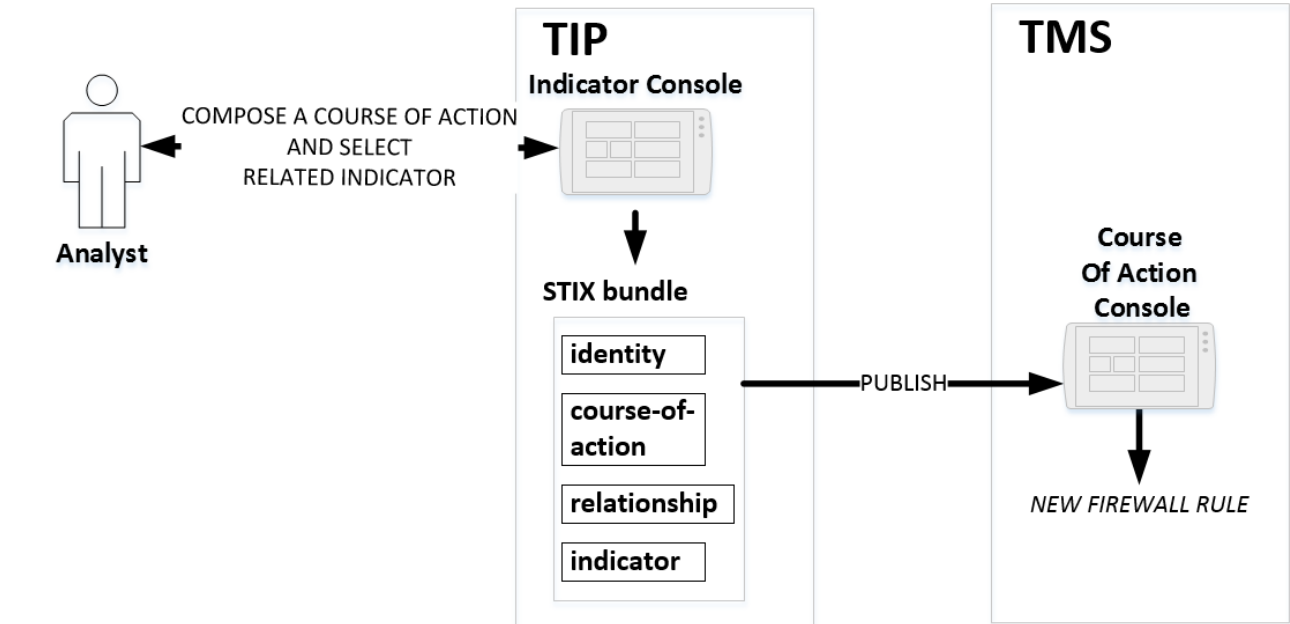 TIP
Indicator Console
COMPOSE A COURSE OF ACTION
AND SELECT
RELATED INDICATOR
Analyst
STIX bundle
identity
course-of-
action
relationship
indicator
PUBLISH
TMS
Course
Of Action
Console
NEW FIREWALL RULE